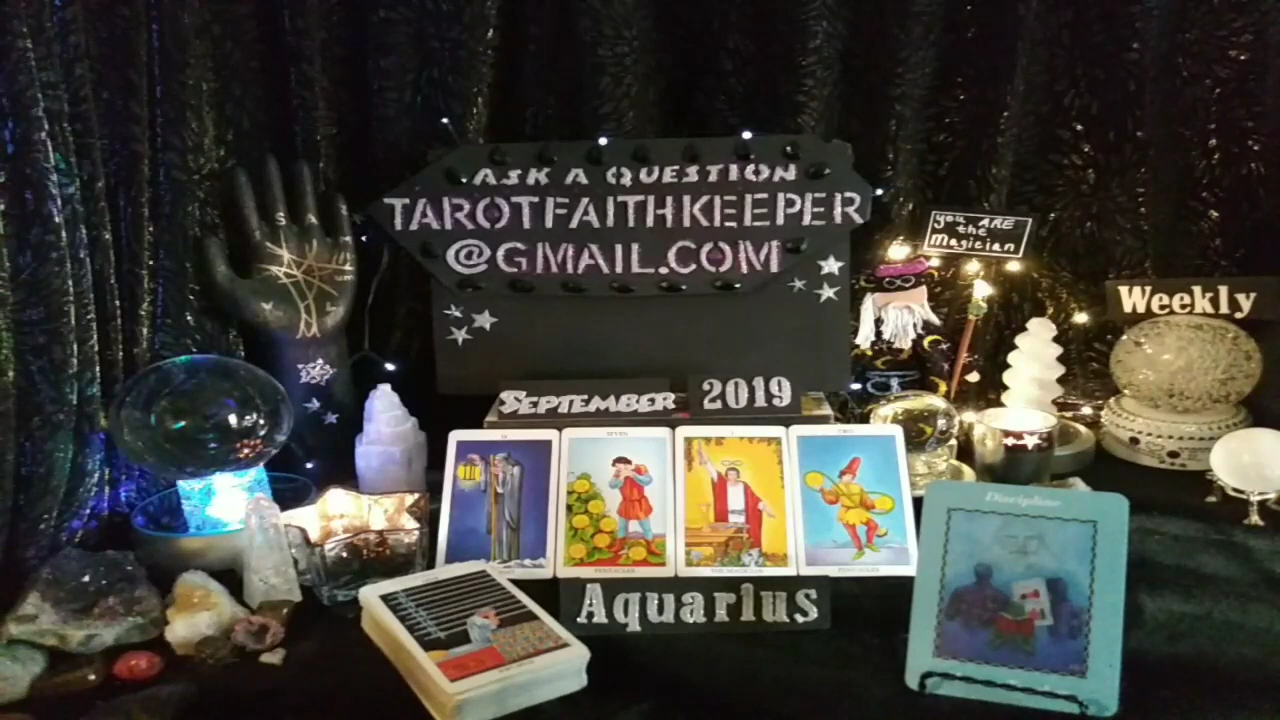 ASK A QUESTION
TAROTFAITHKEEPER
@GMAIL.COM
you ARE
the
Magician
Weekly
SEPTEMBER 2019
SEVEN
I
TWO
PENTACLES
THE MAGICIAN
PENTACLES
Aquarius
Discipline
S A